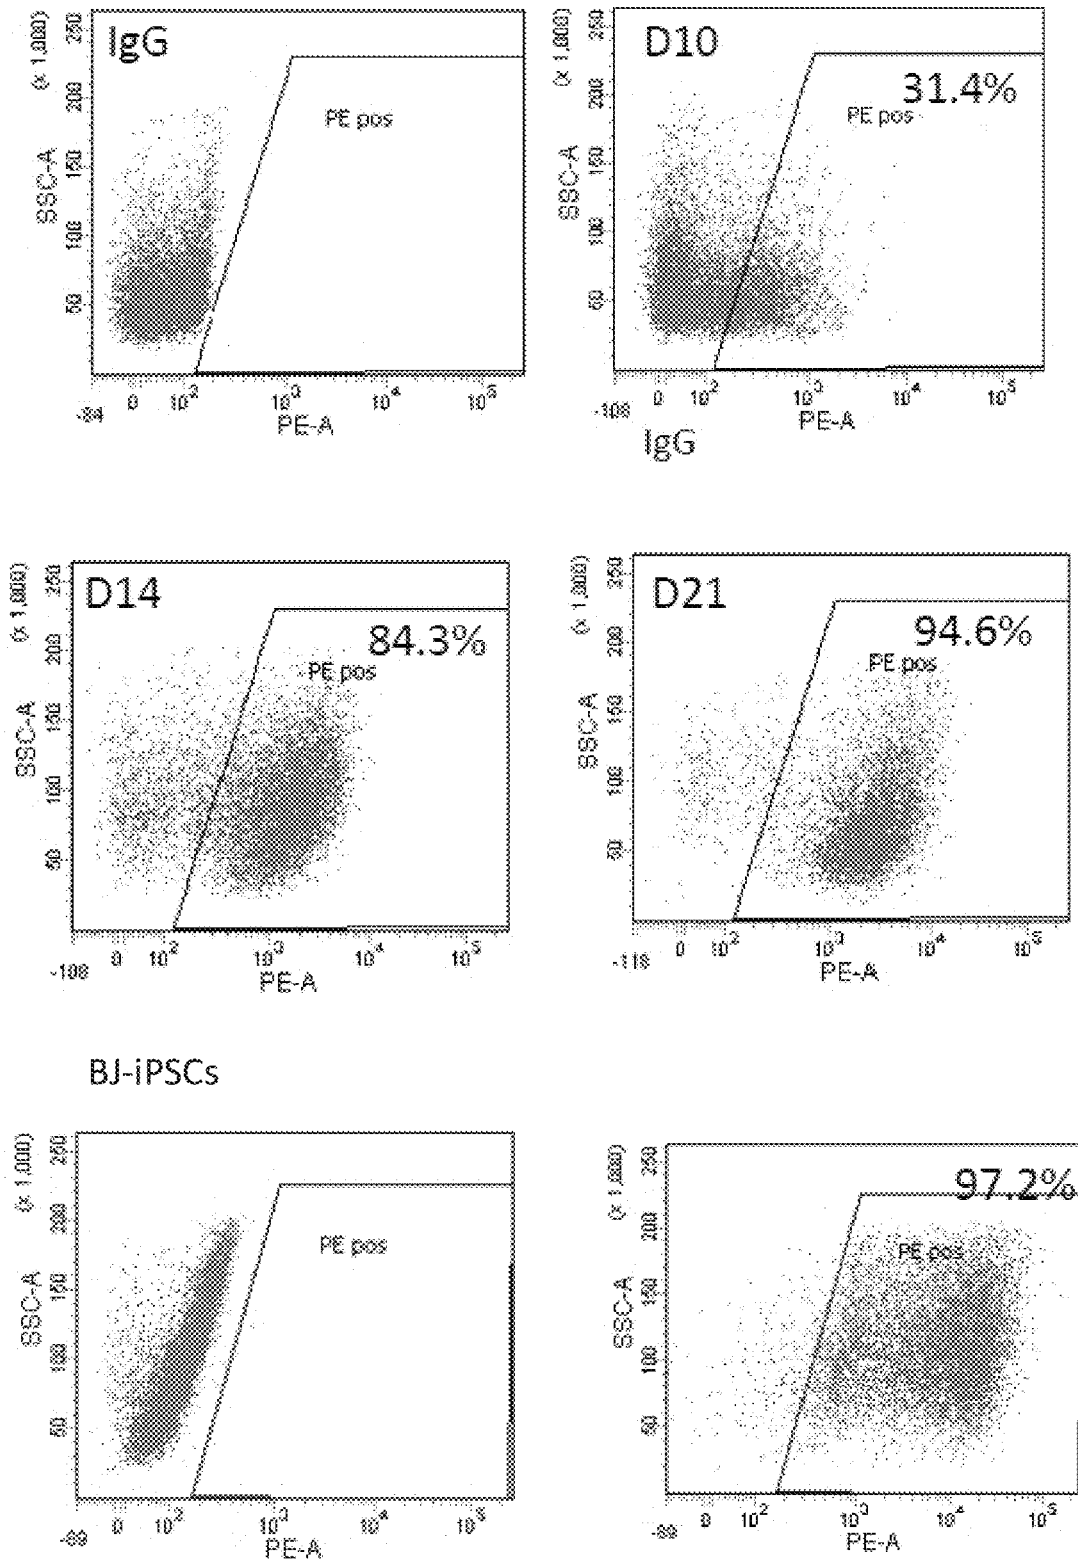 IgG
PE pos
(x 1,000)
250
200
150
100
50
SSC-A
-84
0
10²
10³
10⁴
10⁵
PE-A
D10
31.4%
PE pos
(x 1,000)
250
200
150
100
50
SSC-A
-108
0
10²
10³
10⁴
10⁵
PE-A
IgG
D14
84.3%
PE pos
(x 1,000)
250
200
150
100
50
SSC-A
-108
0
10²
10³
10⁴
10⁵
PE-A
D21
94.6%
PE pos
(x 1,000)
250
200
150
100
50
SSC-A
-118
0
10²
10³
10⁴
10⁵
PE-A
BJ-iPSCs
PE pos
(x 1,000)
250
200
150
100
50
SSC-A
0
10²
10³
10⁴
10⁵
PE-A
97.2%
PE pos
(x 1,000)
250
200
150
100
50
SSC-A
0
10²
10³
10⁴
10⁵
PE-A